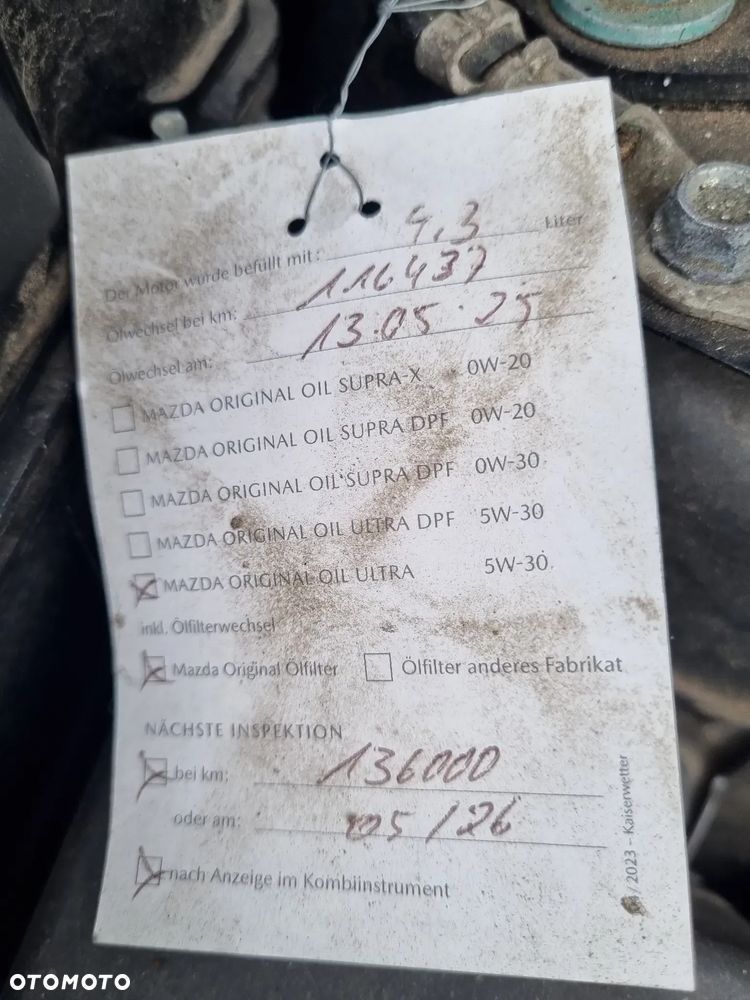 Der Motor wurde befüllt mit: 4,3 Liter
Ölwechsel bei km: 116437
Ölwechsel am: 13.05.25
MAZDA ORIGINAL OIL SUPRA-X 0W-20
MAZDA ORIGINAL OIL SUPRA DPF 0W-20
MAZDA ORIGINAL OIL SUPRA DPF 0W-30
MAZDA ORIGINAL OIL ULTRA DPF 5W-30
MAZDA ORIGINAL OIL ULTRA 5W-30
inkl. Ölfilterwechsel
Mazda Original Ölfilter Ölfilter anderes Fabrikat
NÄCHSTE INSPEKTION
bei km: 136000
oder am: 05/26
nach Anzeige im Kombiinstrument
/ 2023 - Kaiserwetter
OTOMOTO